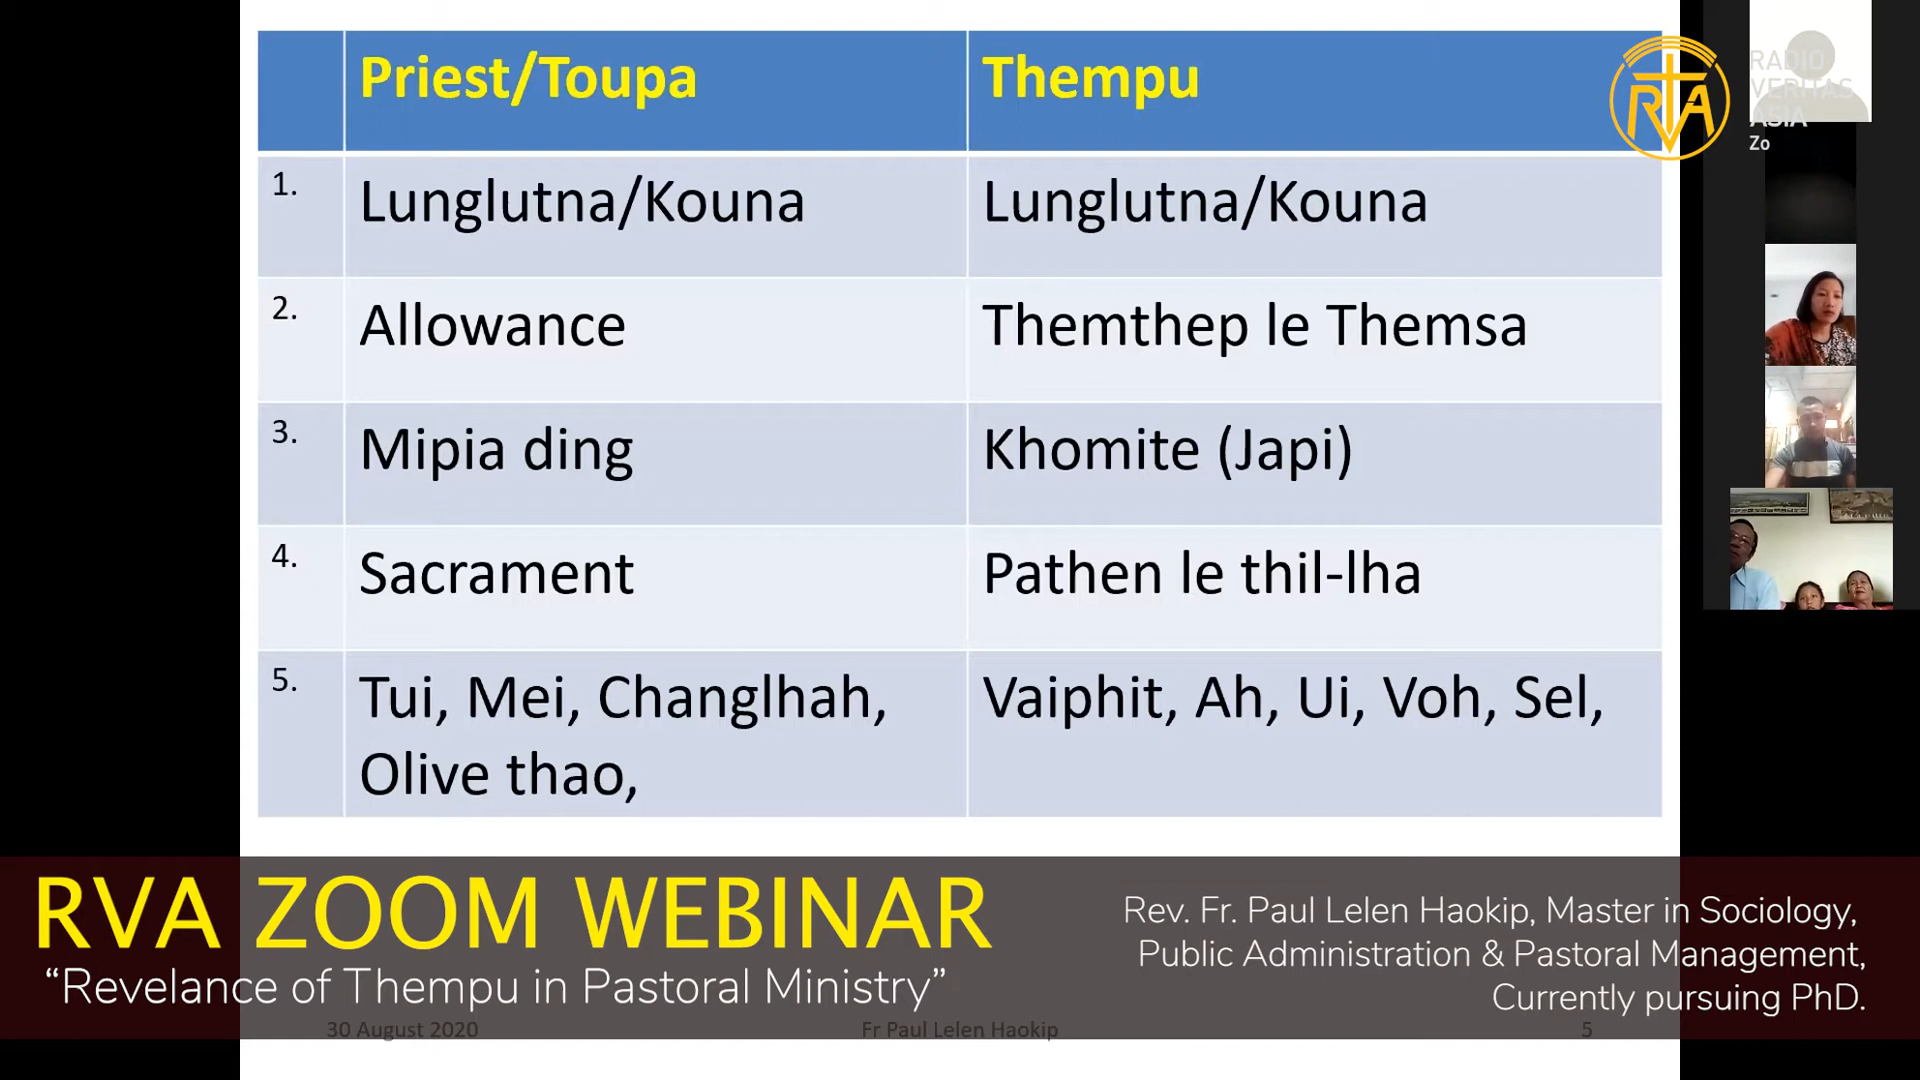 Priest/Toupa Thempu
1. Lunglutna/Kouna Lunglutna/Kouna
2. Allowance Themthep le Themsa
3. Mipia ding Khomite (Japi)
4. Sacrament Pathen le thil-lha
5. Tui, Mei, Changlhah, Vaiphit, Ah, Ui, Voh, Sel,
Olive thao,
RVA
RADIO
VERITAS
ASIA
Zo
RVA ZOOM WEBINAR
“Revelance of Thempu in Pastoral Ministry”
Rev. Fr. Paul Lelen Haokip, Master in Sociology,
Public Administration & Pastoral Management,
Currently pursuing PhD.
30 August 2020 Fr Paul Lelen Haokip 5